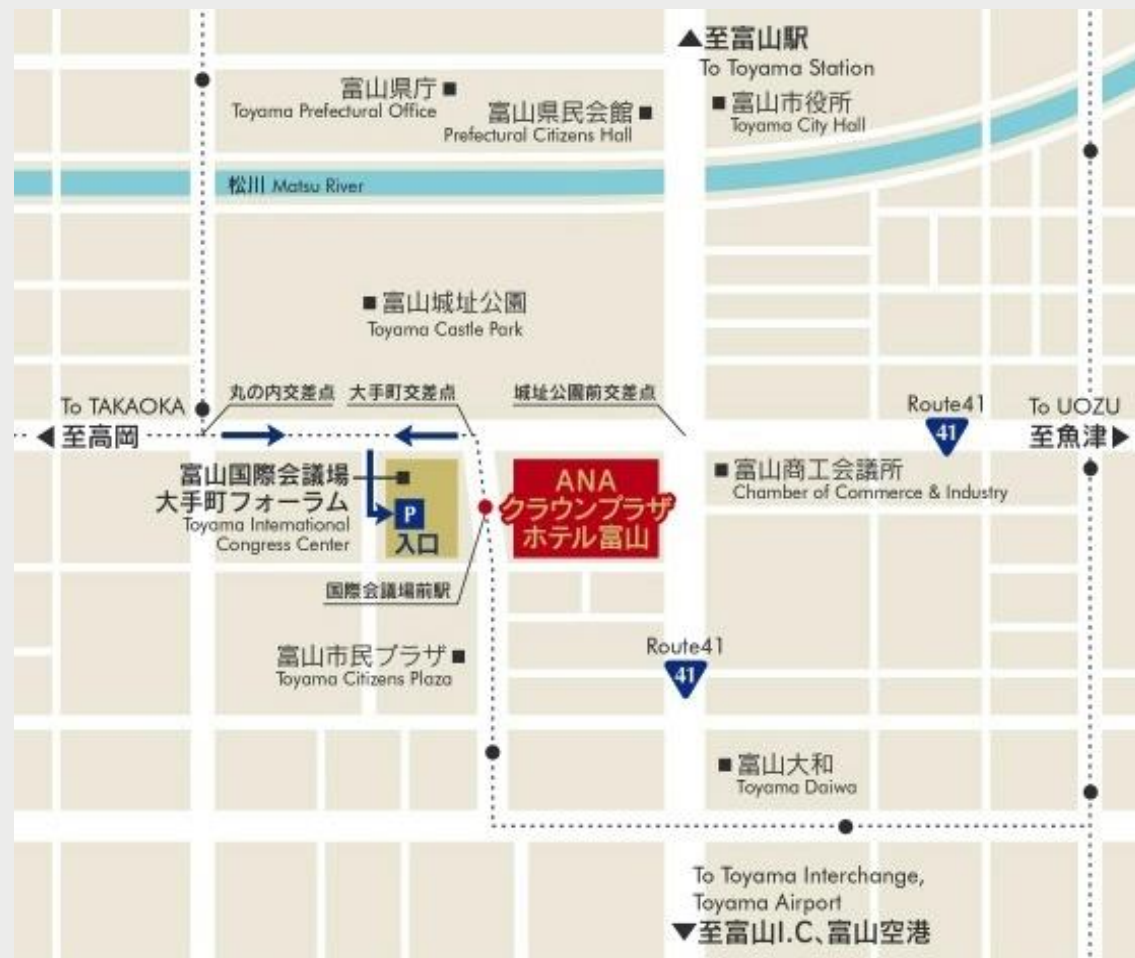 ▲至富山駅
To Toyama Station
富山県庁■
Toyama Prefectural Office
富山県民会館■
Prefectural Citizens Hall
■富山市役所
Toyama City Hall
松川 Matsu River
■富山城址公園
Toyama Castle Park
丸の内交差点
大手町交差点
城址公園前交差点
To TAKAOKA
◀至高岡
Route41
41
To UOZU
至魚津▶
富山国際会議場
大手町フォーラム
Toyama International
Congress Center
P
入口
ANA
クラウンプラザ
ホテル富山
■富山商工会議所
Chamber of Commerce & Industry
国際会議場前駅
富山市民プラザ■
Toyama Citizens Plaza
Route41
41
■富山大和
Toyama Daiwa
To Toyama Interchange,
Toyama Airport
▼至富山I.C、富山空港